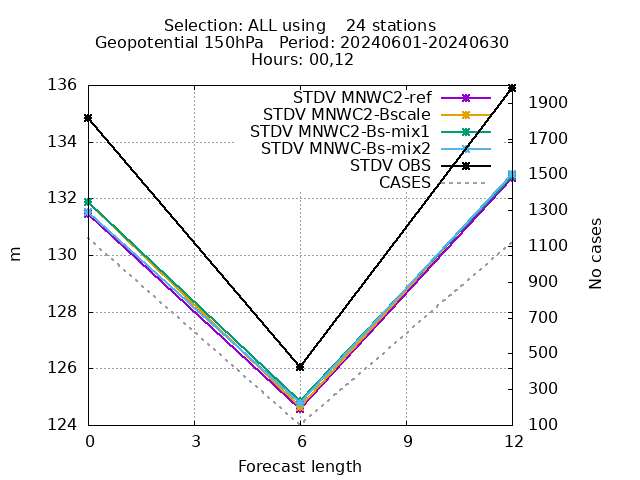 Selection: ALL using    24 stations
Geopotential 150hPa   Period: 20240601-20240630
Hours: 00,12
STDV MNWC2-ref
STDV MNWC2-Bscale
STDV MNWC2-Bs-mix1
STDV MNWC-Bs-mix2
STDV OBS
CASES
136
134
132
130
128
126
124
m
1900
1700
1500
1300
1100
900
700
500
300
100
No cases
0
3
6
9
12
Forecast length